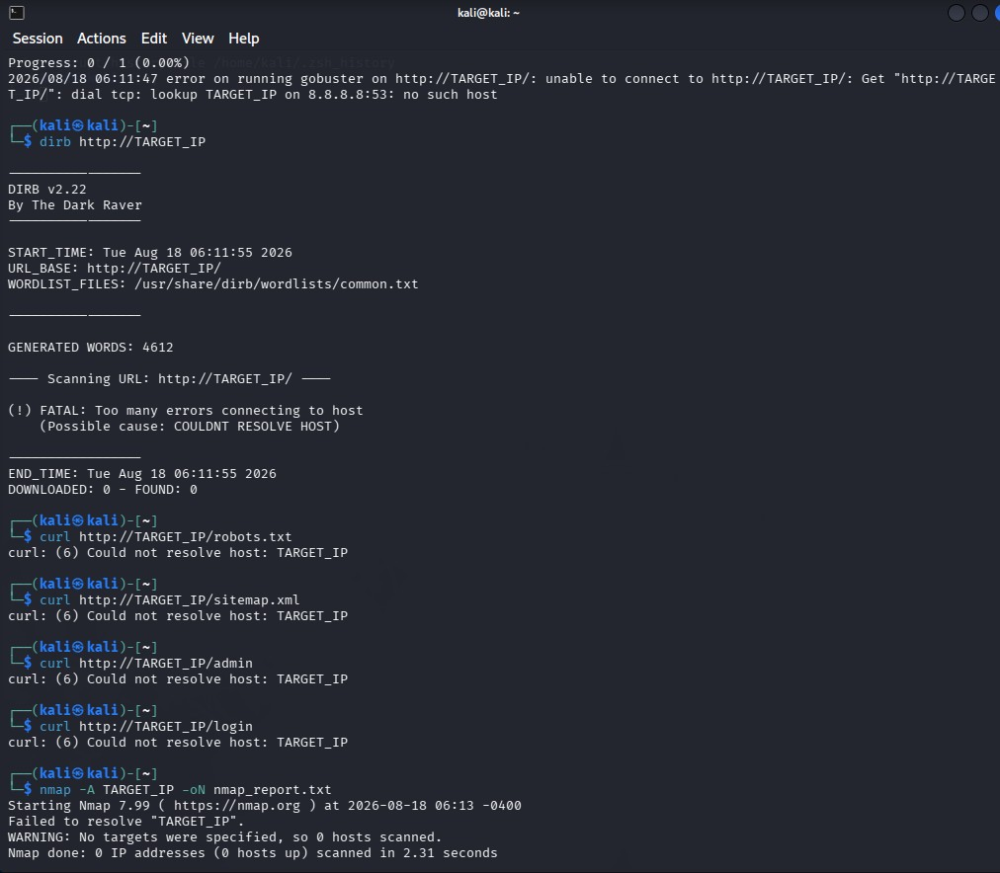 kali@kali: ~
Session Actions Edit View Help
Progress: 0 / 1 (0.00%)
2026/08/18 06:11:47 error on running gobuster on http://TARGET_IP/: unable to connect to http://TARGET_IP/: Get "http://TARGE
T_IP/": dial tcp: lookup TARGET_IP on 8.8.8.8:53: no such host
┌──(kali㉿kali)-[~]
└─$ dirb http://TARGET_IP
-----------------
DIRB v2.22
By The Dark Raver
-----------------
START_TIME: Tue Aug 18 06:11:55 2026
URL_BASE: http://TARGET_IP/
WORDLIST_FILES: /usr/share/dirb/wordlists/common.txt
-----------------
GENERATED WORDS: 4612
---- Scanning URL: http://TARGET_IP/ ----
(!) FATAL: Too many errors connecting to host
(Possible cause: COULDNT RESOLVE HOST)
-----------------
END_TIME: Tue Aug 18 06:11:55 2026
DOWNLOADED: 0 - FOUND: 0
┌──(kali㉿kali)-[~]
└─$ curl http://TARGET_IP/robots.txt
curl: (6) Could not resolve host: TARGET_IP
┌──(kali㉿kali)-[~]
└─$ curl http://TARGET_IP/sitemap.xml
curl: (6) Could not resolve host: TARGET_IP
┌──(kali㉿kali)-[~]
└─$ curl http://TARGET_IP/admin
curl: (6) Could not resolve host: TARGET_IP
┌──(kali㉿kali)-[~]
└─$ curl http://TARGET_IP/login
curl: (6) Could not resolve host: TARGET_IP
┌──(kali㉿kali)-[~]
└─$ nmap -A TARGET_IP -oN nmap_report.txt
Starting Nmap 7.99 ( https://nmap.org ) at 2026-08-18 06:13 -0400
Failed to resolve "TARGET_IP".
WARNING: No targets were specified, so 0 hosts scanned.
Nmap done: 0 IP addresses (0 hosts up) scanned in 2.31 seconds